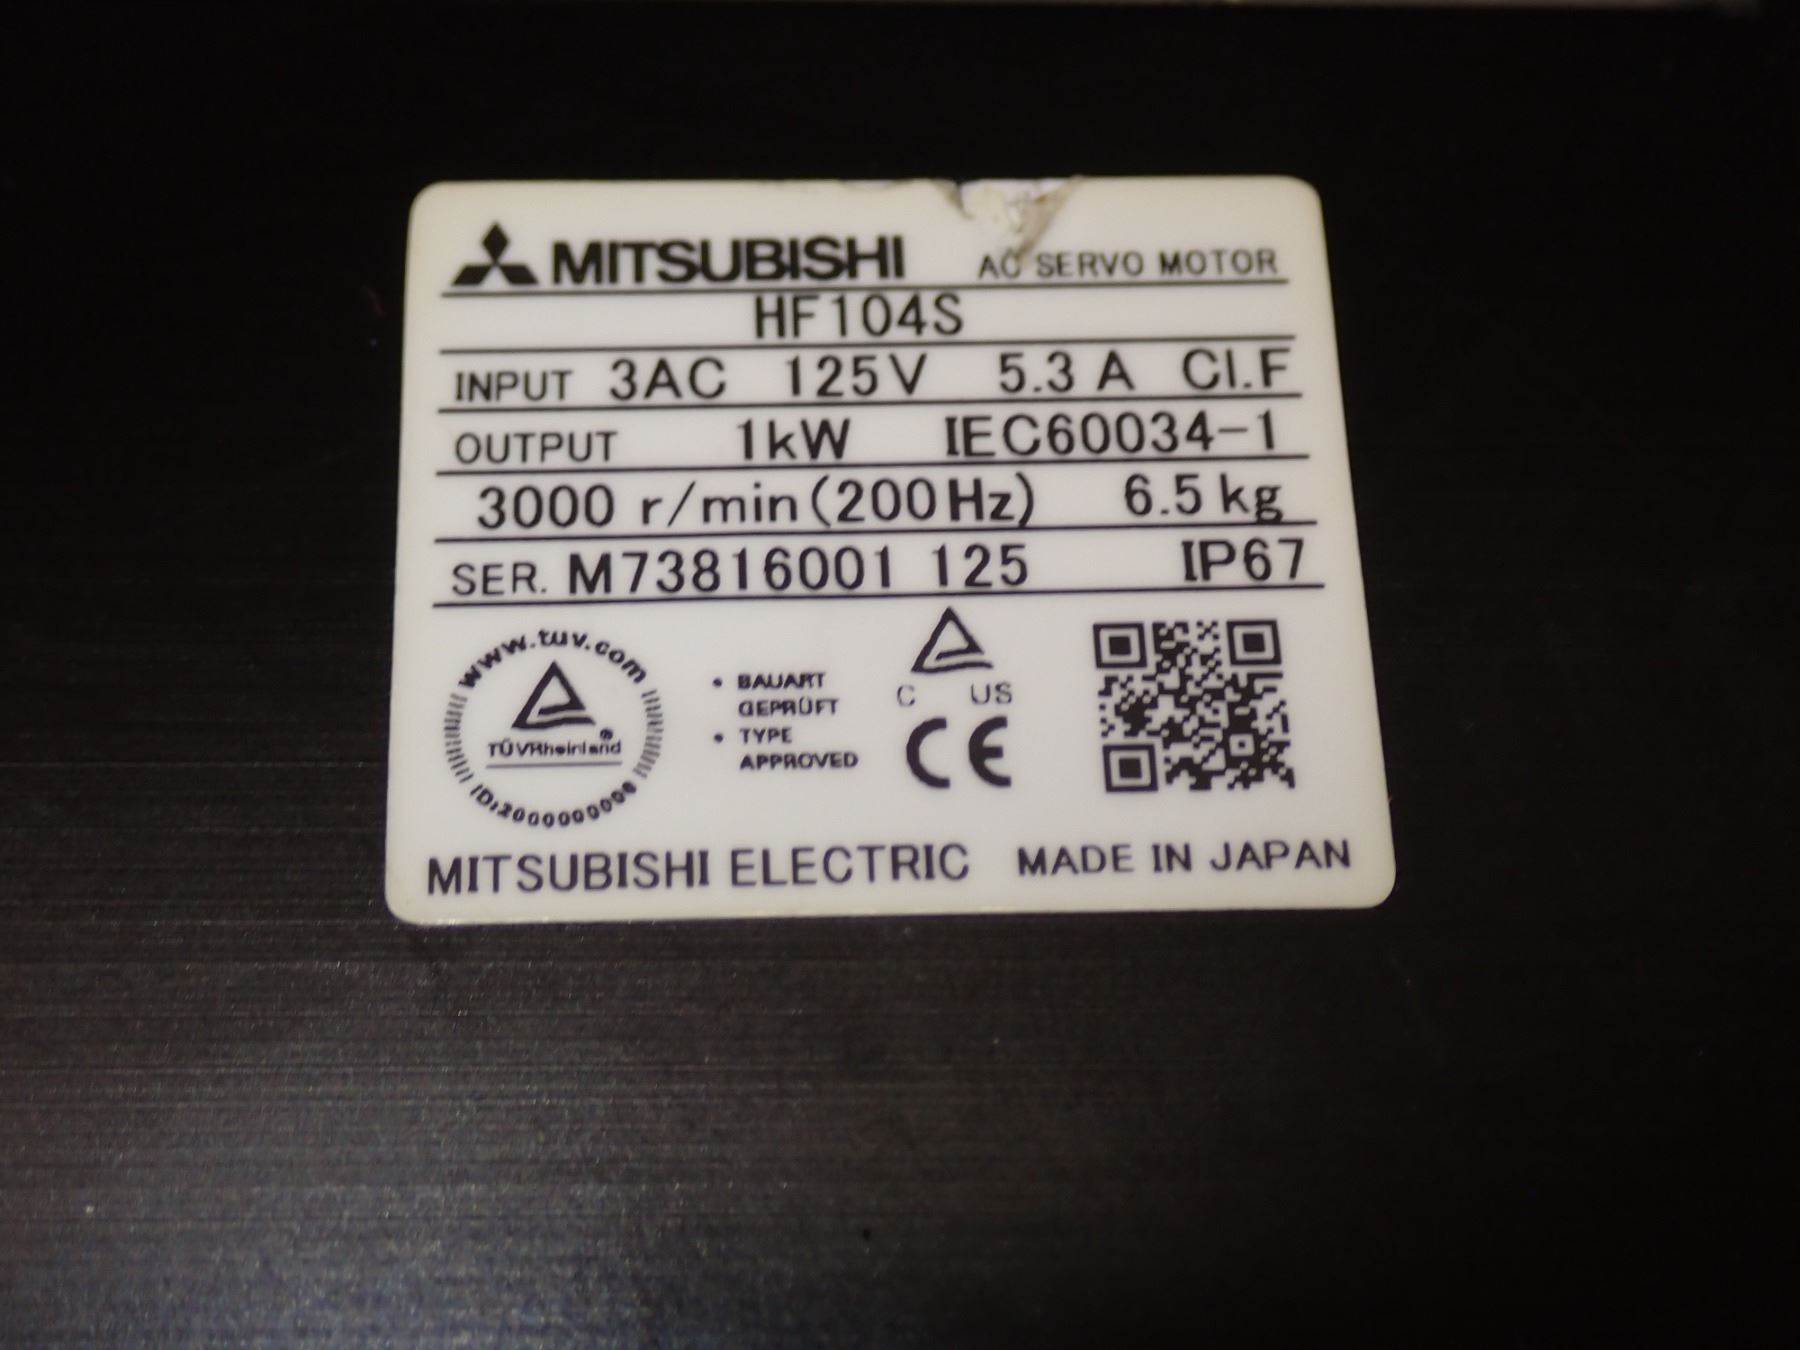 MITSUBISHI AC SERVO MOTOR
HF104S
INPUT 3AC 125V 5.3 A Cl.F
OUTPUT 1kW IEC60034-1
3000 r/min(200Hz) 6.5 kg
SER. M73816001 125 IP67
www.tuv.com
TÜVRheinland®
ID:2000000000
• BAUART
GEPRÜFT
• TYPE
APPROVED
C US
CE
MITSUBISHI ELECTRIC MADE IN JAPAN